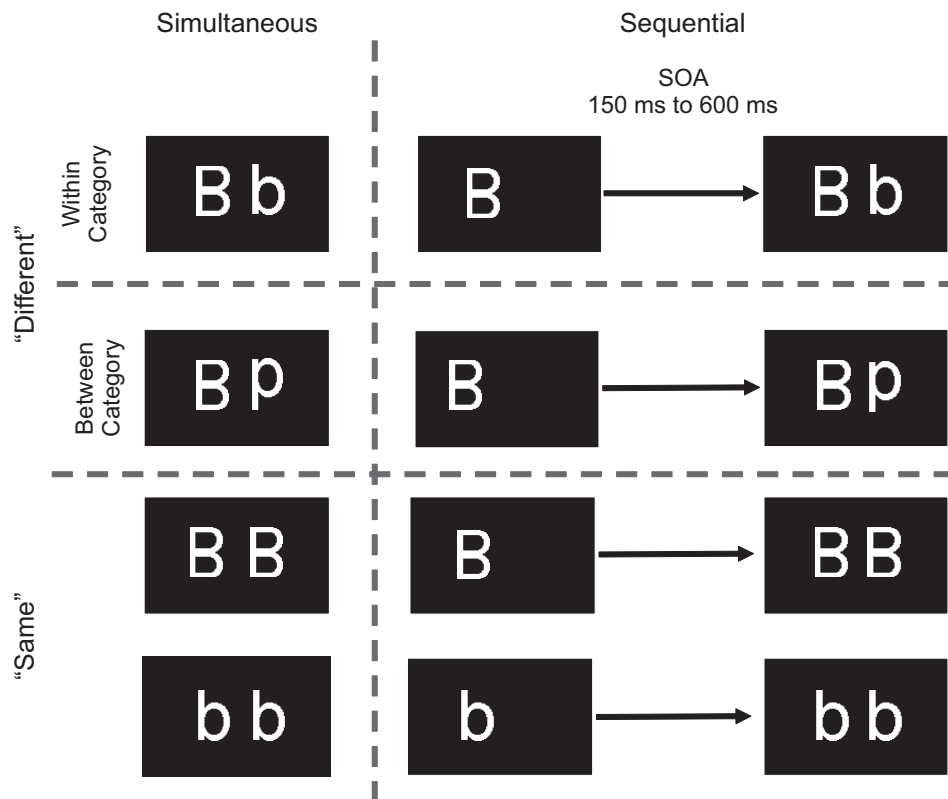 Simultaneous
Sequential
SOA
150 ms to 600 ms
"Different"
Within
Category
B b
B
B b
Between
Category
B p
B
B p
"Same"
B B
B
B B
b b
b
b b